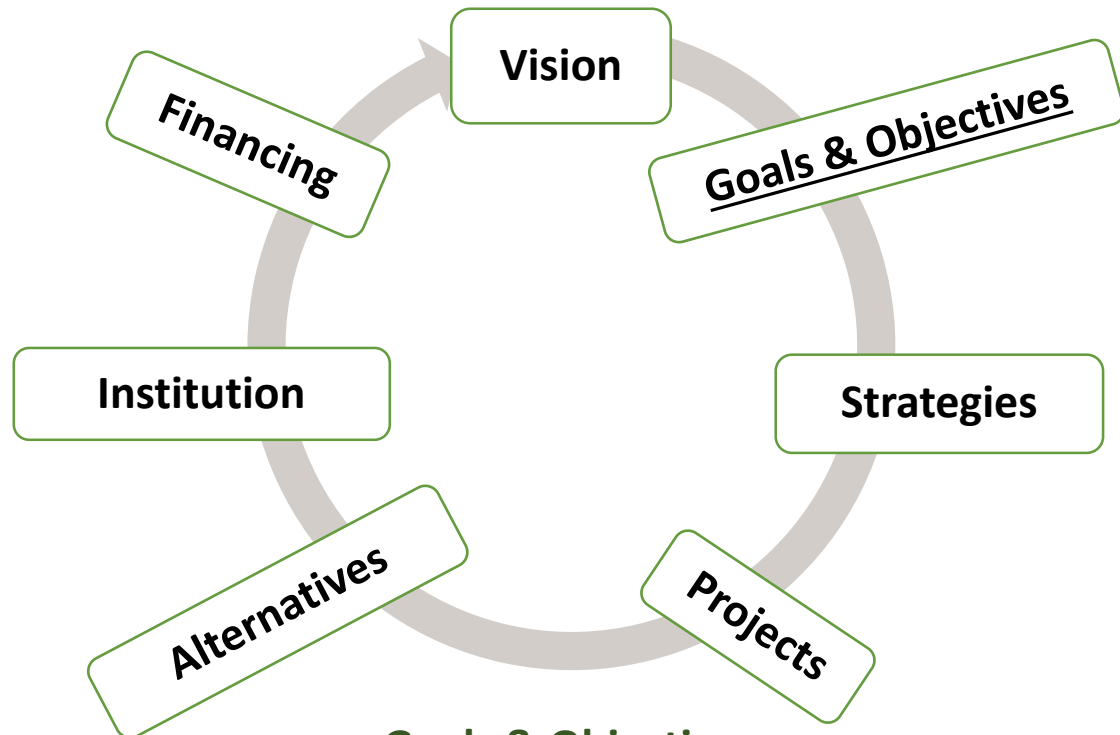 Vision
Goals & Objectives
Strategies
Projects
Alternatives
Institution
Financing